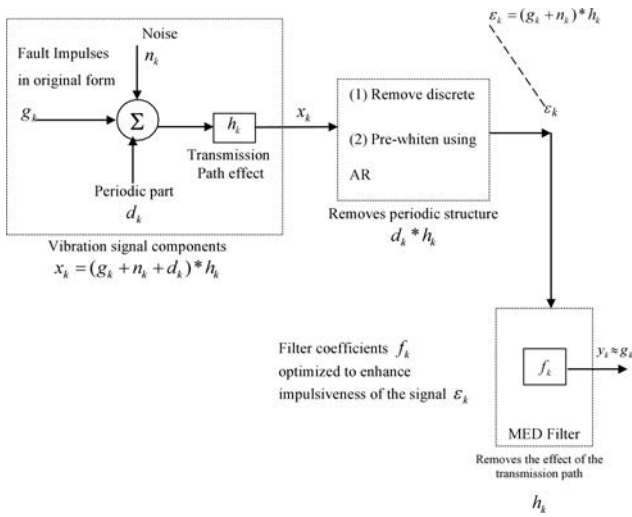 Noise
n_k
Fault Impulses
in original form
g_k
Σ
h_k
Transmission
Path effect
Periodic part
d_k
Vibration signal components
x_k = (g_k + n_k + d_k) * h_k
x_k
(1) Remove discrete
(2) Pre-whiten using
AR
Removes periodic structure
d_k * h_k
ε_k = (g_k + n_k) * h_k
ε_k
Filter coefficients f_k
optimized to enhance
impulsiveness of the signal ε_k
f_k
y_k ≈ g_k
MED Filter
Removes the effect of the
transmission path
h_k